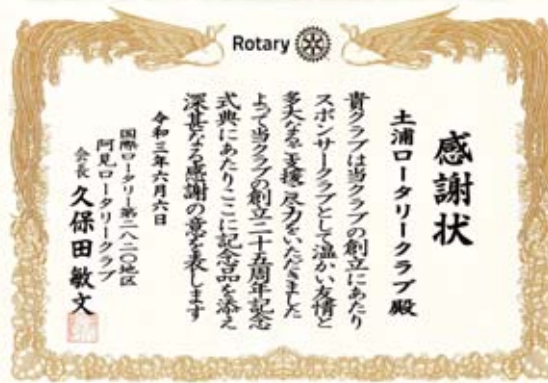 Rotary
感謝状
土浦ロータリークラブ殿
貴クラブは当クラブの創立にあたり
スポンサークラブとして温かい友情と
多大なるご支援・尽力をいただきました
よって当クラブの創立二十五周年記念
式典にあたりここに記念品を添え
深甚なる感謝の意を表します
令和三年六月六日
国際ロータリー第二八二〇地区
阿見ロータリークラブ
会長 久保田敏文